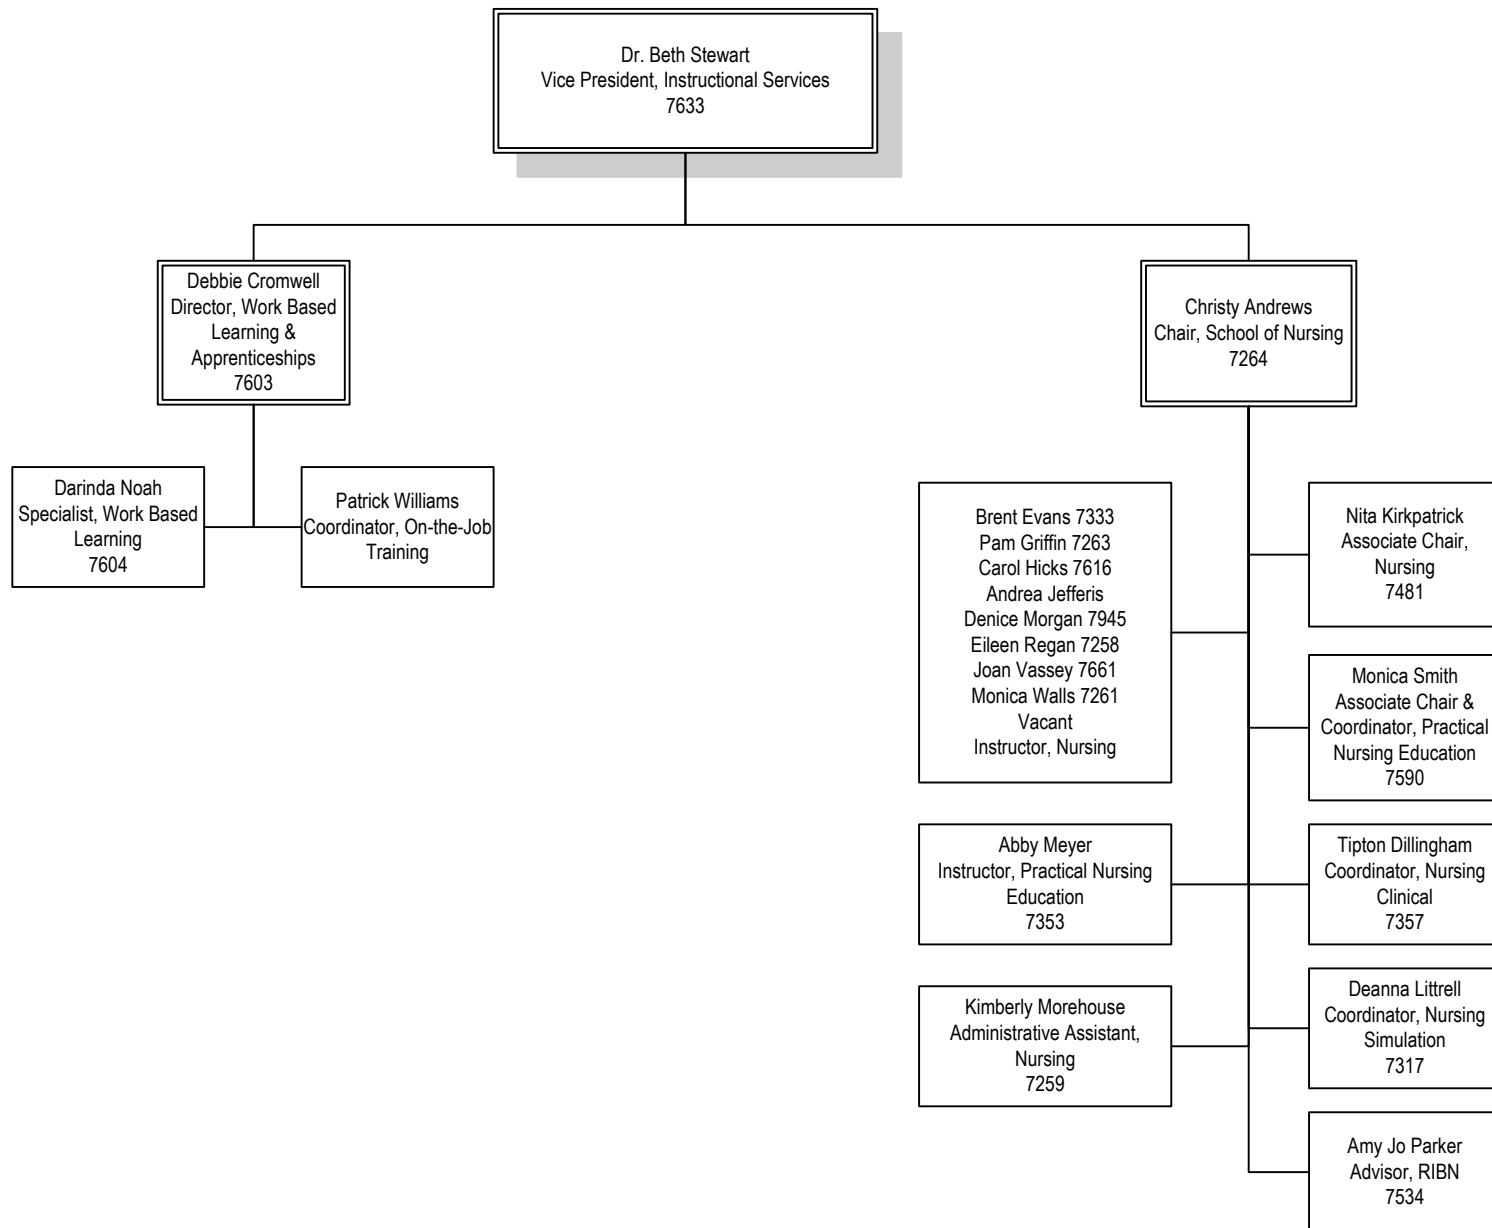 Dr. Beth Stewart
Vice President, Instructional Services
7633
Debbie Cromwell
Director, Work Based
Learning &
Apprenticeships
7603
Christy Andrews
Chair, School of Nursing
7264
Darinda Noah
Specialist, Work Based
Learning
7604
Patrick Williams
Coordinator, On-the-Job
Training
Brent Evans 7333
Pam Griffin 7263
Carol Hicks 7616
Andrea Jefferis
Denice Morgan 7945
Eileen Regan 7258
Joan Vassey 7661
Monica Walls 7261
Vacant
Instructor, Nursing
Nita Kirkpatrick
Associate Chair,
Nursing
7481
Monica Smith
Associate Chair &
Coordinator, Practical
Nursing Education
7590
Abby Meyer
Instructor, Practical Nursing
Education
7353
Tipton Dillingham
Coordinator, Nursing
Clinical
7357
Kimberly Morehouse
Administrative Assistant,
Nursing
7259
Deanna Littrell
Coordinator, Nursing
Simulation
7317
Amy Jo Parker
Advisor, RIBN
7534